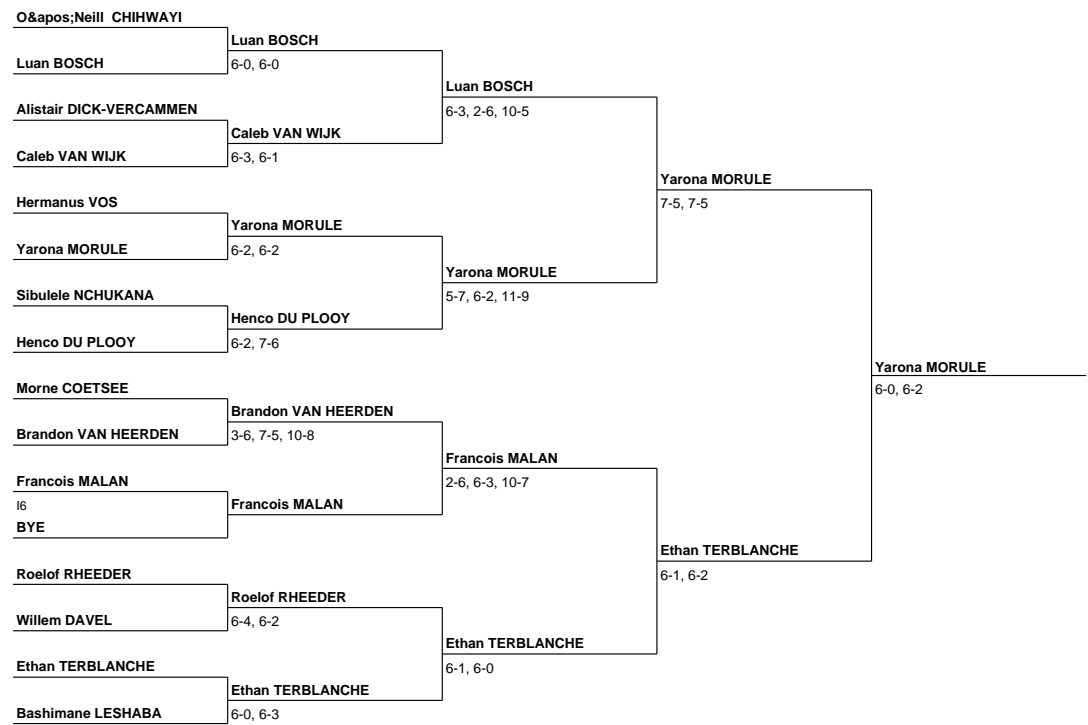 O&apos;Neill  CHIHWAYI
Luan BOSCH
Luan BOSCH
6-0, 6-0
Luan BOSCH
6-3, 2-6, 10-5
Alistair DICK-VERCAMMEN
Caleb VAN WIJK
Caleb VAN WIJK
6-3, 6-1
Yarona MORULE
7-5, 7-5
Hermanus VOS
Yarona MORULE
Yarona MORULE
6-2, 6-2
Yarona MORULE
5-7, 6-2, 11-9
Sibulele NCHUKANA
Henco DU PLOOY
Henco DU PLOOY
6-2, 7-6
Yarona MORULE
6-0, 6-2
Morne COETSEE
Brandon VAN HEERDEN
Brandon VAN HEERDEN
3-6, 7-5, 10-8
Francois MALAN
2-6, 6-3, 10-7
Francois MALAN
I6
Francois MALAN
BYE
Ethan TERBLANCHE
6-1, 6-2
Roelof RHEEDER
Roelof RHEEDER
Willem DAVEL
6-4, 6-2
Ethan TERBLANCHE
6-1, 6-0
Ethan TERBLANCHE
Ethan TERBLANCHE
Bashimane LESHABA
6-0, 6-3